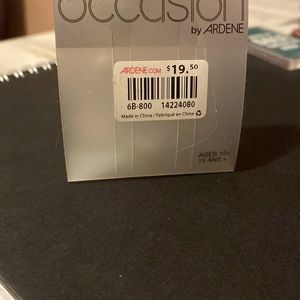 occasion
by ARDENE
ARDENE.COM $19.50
6B-800 14224080
Made in China / Fabriqué en Chine
AGES 15+
15 ANS +